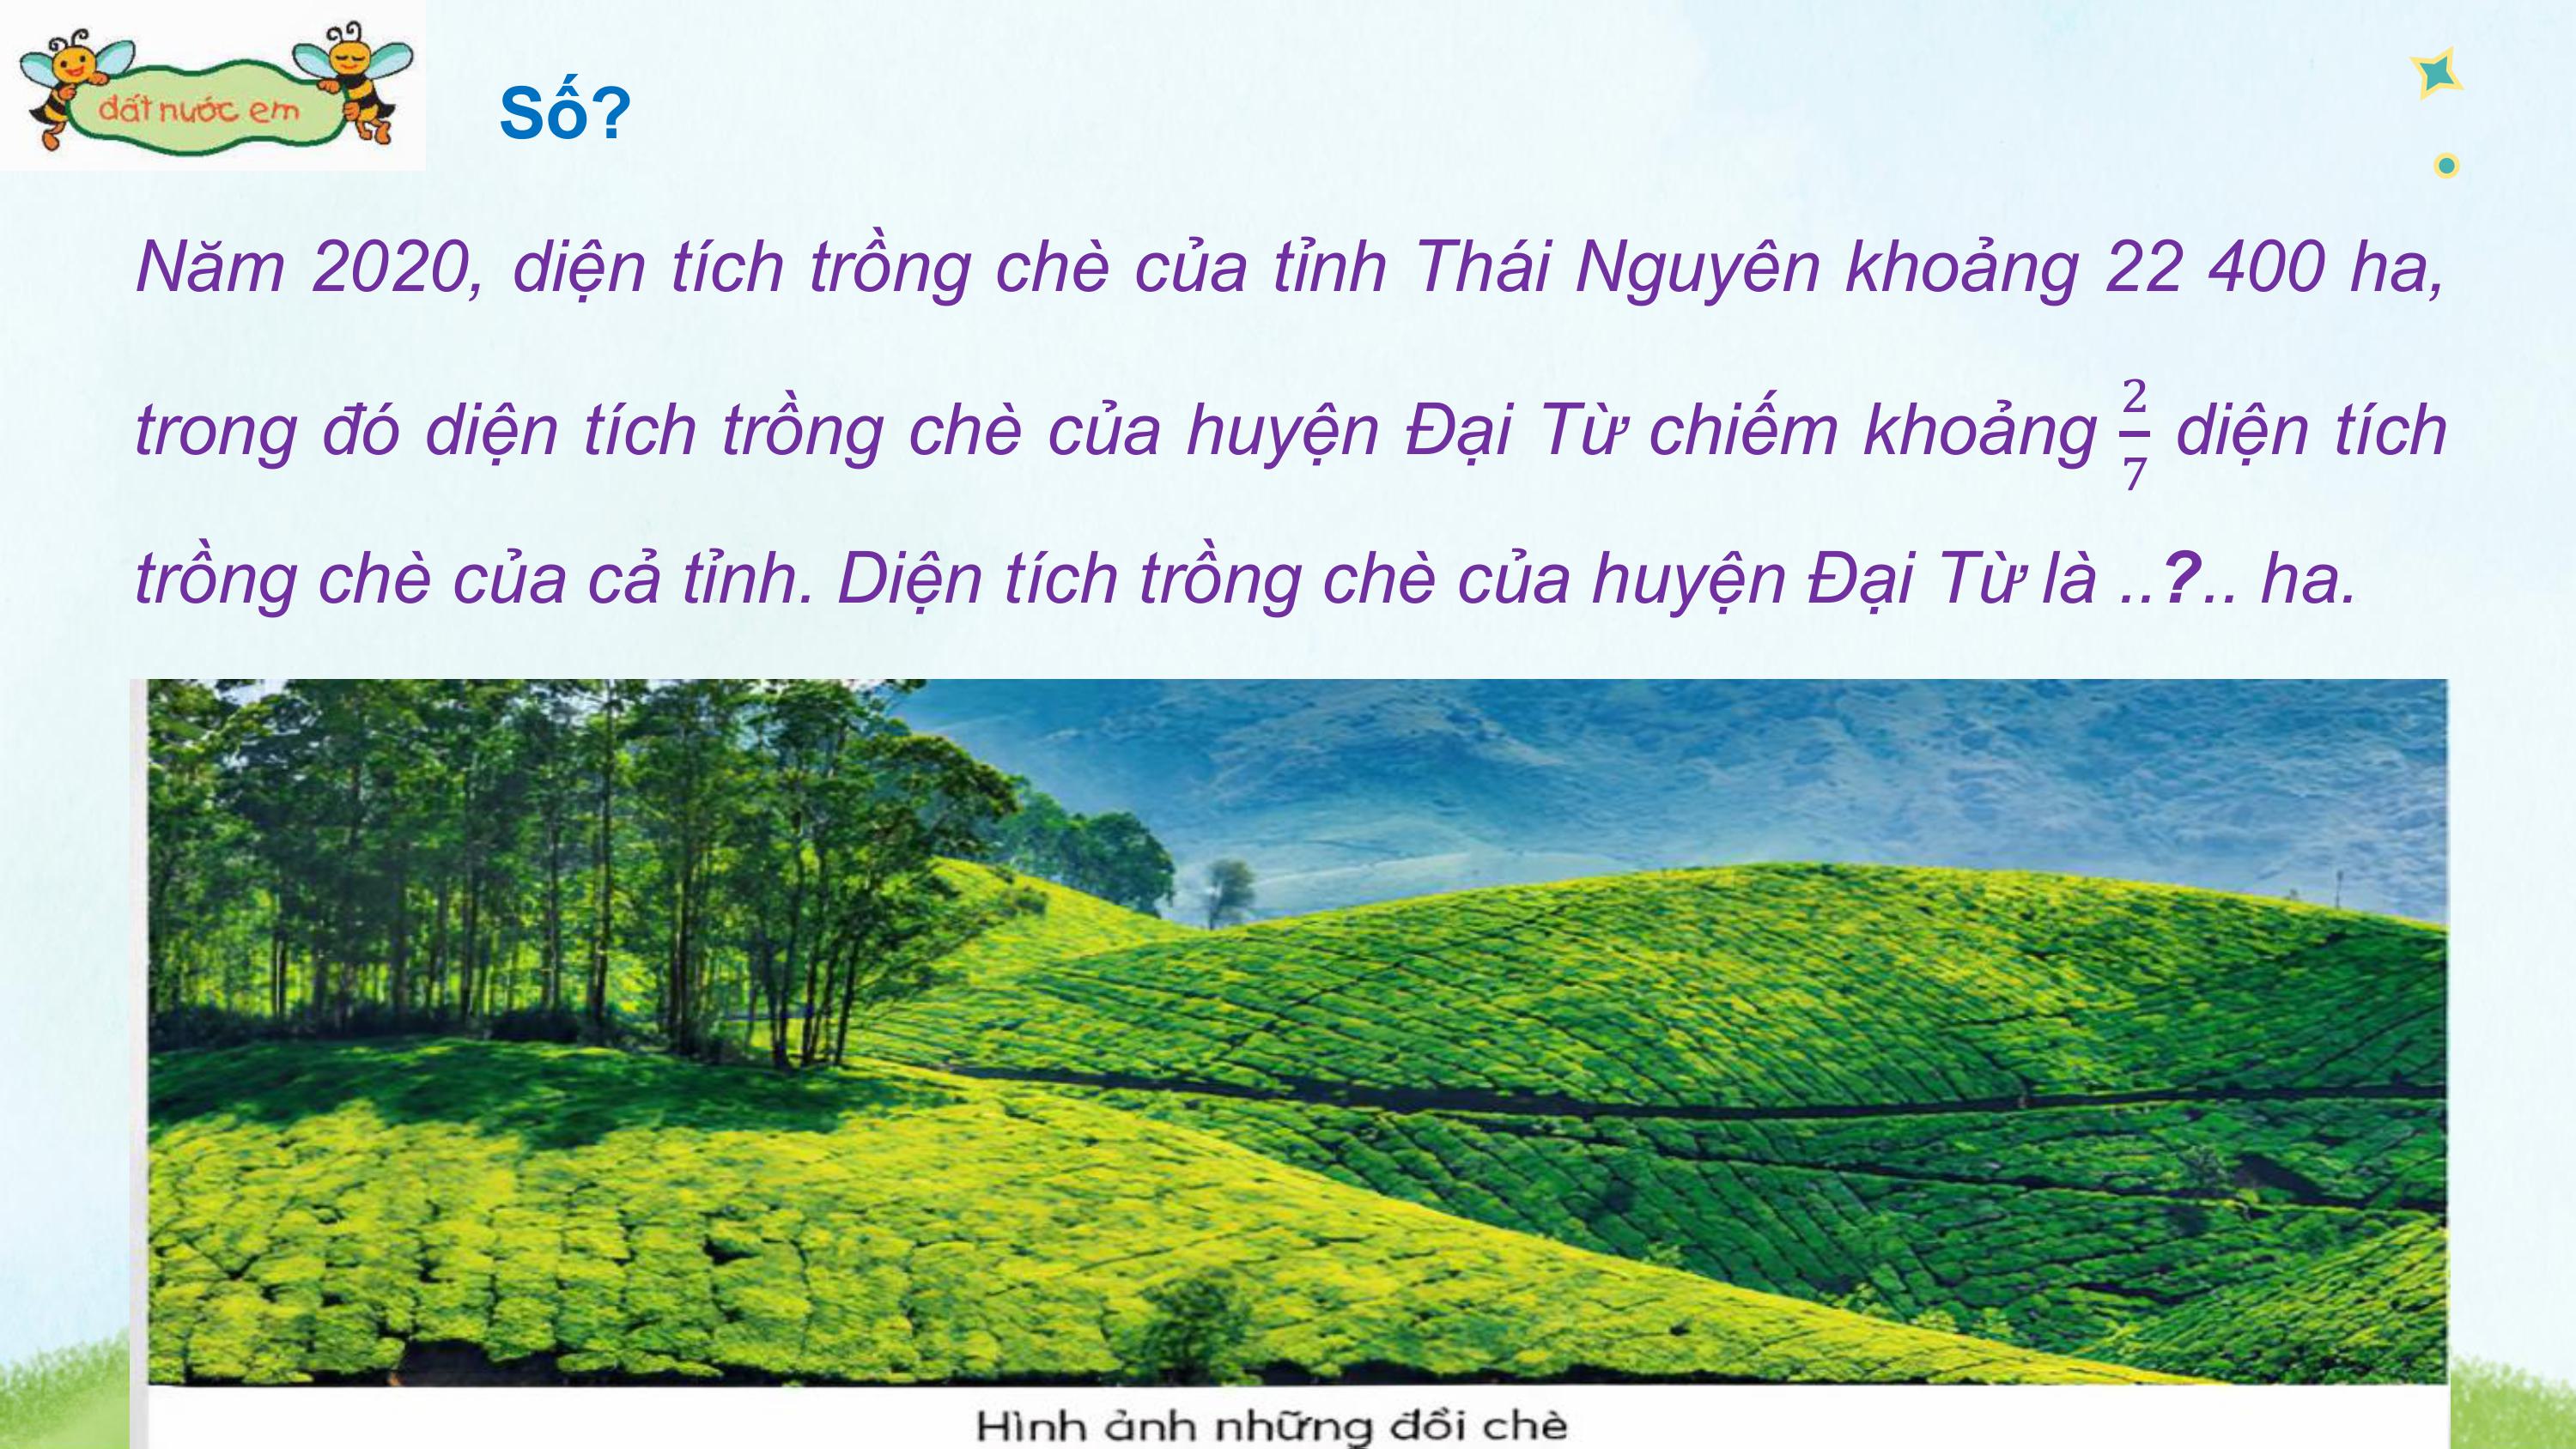 đất nước em
Số?
Năm 2020, diện tích trồng chè của tỉnh Thái Nguyên khoảng 22 400 ha,
trong đó diện tích trồng chè của huyện Đại Từ chiếm khoảng 2/7 diện tích
trồng chè của cả tỉnh. Diện tích trồng chè của huyện Đại Từ là ..?.. ha.
Hình ảnh những đồi chè